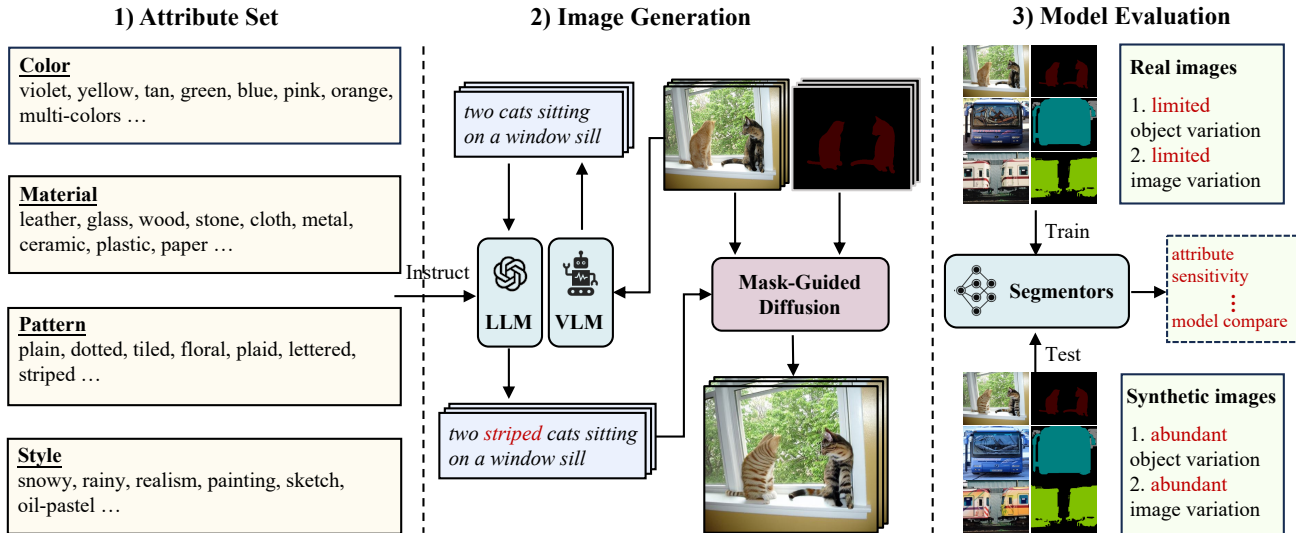 1) Attribute Set
Color
violet, yellow, tan, green, blue, pink, orange,
multi-colors …
Material
leather, glass, wood, stone, cloth, metal,
ceramic, plastic, paper …
Pattern
plain, dotted, tiled, floral, plaid, lettered,
striped …
Style
snowy, rainy, realism, painting, sketch,
oil-pastel …
Instruct
2) Image Generation
two cats sitting
on a window sill
LLM
VLM
Mask-Guided
Diffusion
two striped cats sitting
on a window sill
3) Model Evaluation
Real images
1. limited
object variation
2. limited
image variation
Train
Segmentors
attribute
sensitivity
⋮
model compare
Test
Synthetic images
1. abundant
object variation
2. abundant
image variation